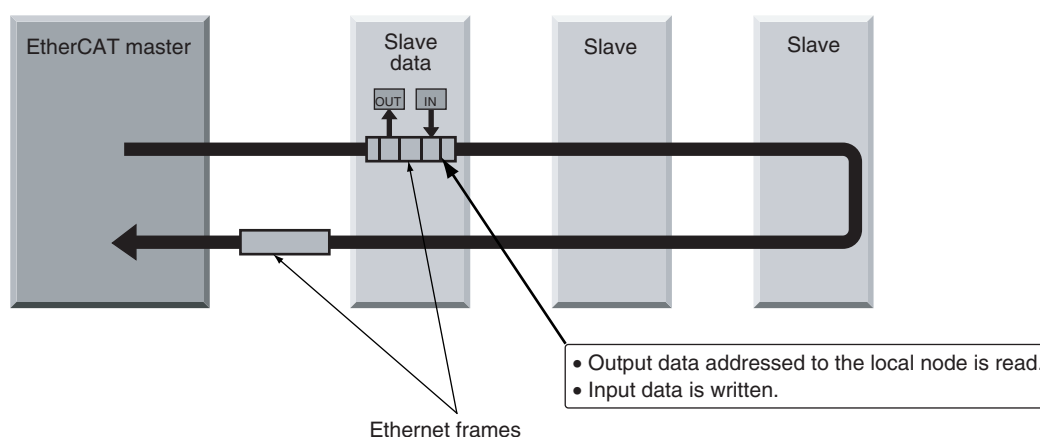 EtherCAT master
Slave
data
Slave
Slave
OUT
IN
• Output data addressed to the local node is read.
• Input data is written.
Ethernet frames